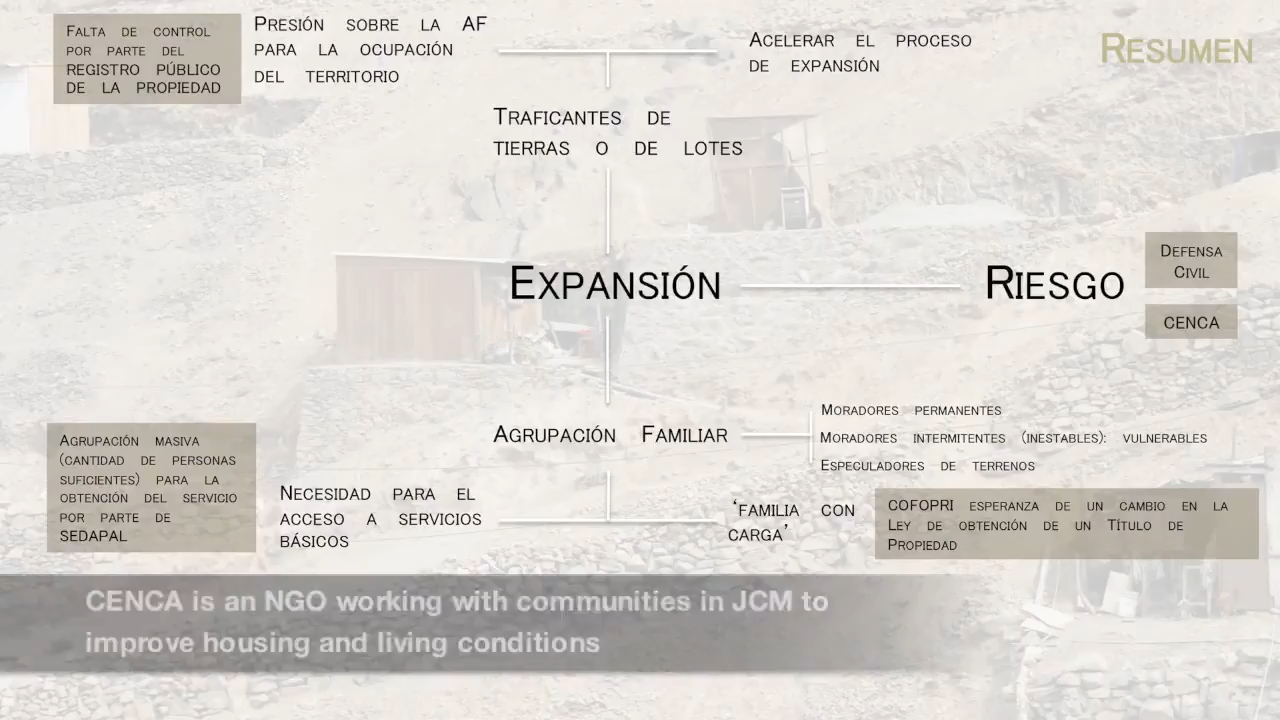 FALTA DE CONTROL
POR PARTE DEL
REGISTRO PÚBLICO
DE LA PROPIEDAD
PRESIÓN SOBRE LA AF
PARA LA OCUPACIÓN
DEL TERRITORIO
ACELERAR EL PROCESO
DE EXPANSIÓN
RESUMEN
TRAFICANTES DE
TIERRAS O DE LOTES
EXPANSIÓN
RIESGO
DEFENSA
CIVIL
CENCA
AGRUPACIÓN FAMILIAR
MORADORES PERMANENTES
MORADORES INTERMITENTES (INESTABLES): VULNERABLES
ESPECULADORES DE TERRENOS
AGRUPACIÓN MASIVA
(CANTIDAD DE PERSONAS
SUFICIENTES) PARA LA
OBTENCIÓN DEL SERVICIO
POR PARTE DE
SEDAPAL
NECESIDAD PARA EL
ACCESO A SERVICIOS
BÁSICOS
‘FAMILIA CON
CARGA’
COFOPRI ESPERANZA DE UN CAMBIO EN LA
LEY DE OBTENCIÓN DE UN TÍTULO DE
PROPIEDAD
CENCA is an NGO working with communities in JCM to
improve housing and living conditions